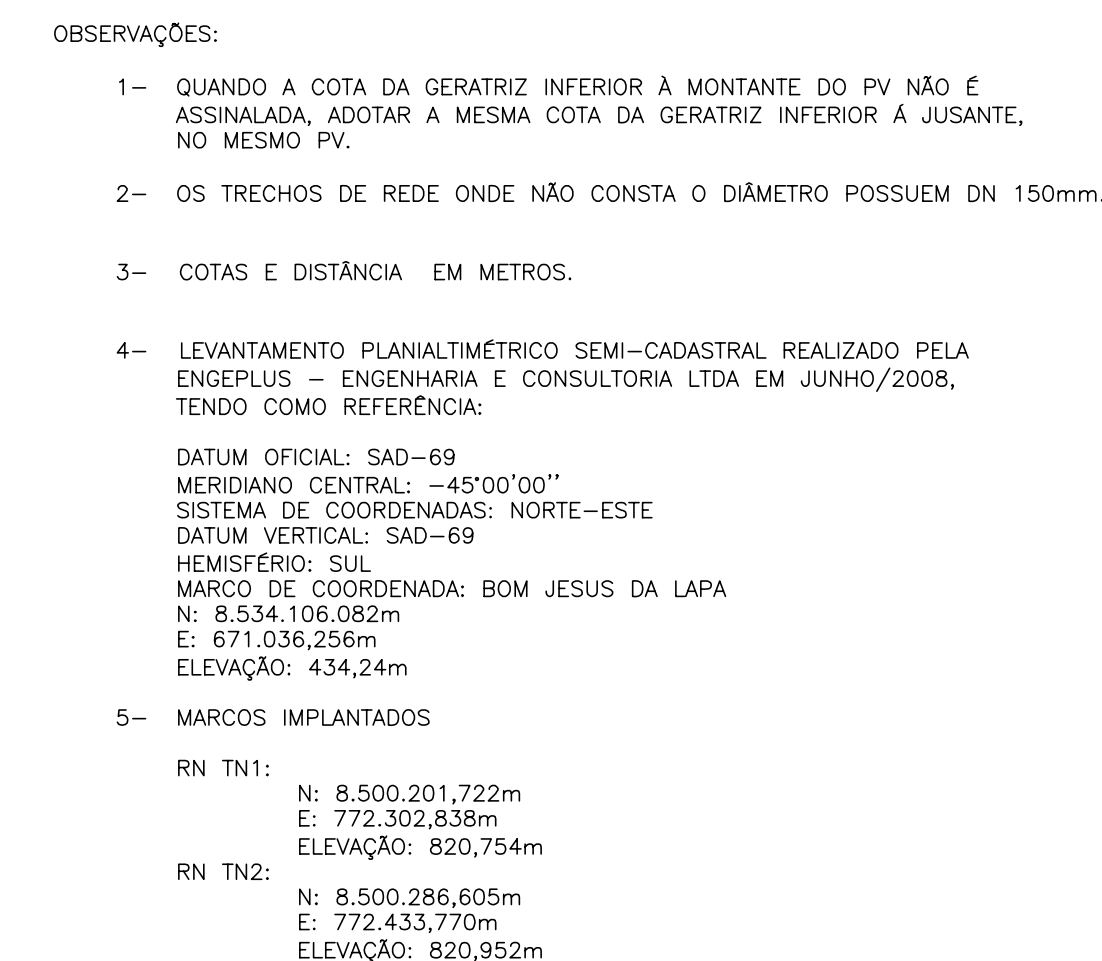 OBSERVAÇÕES:
1— QUANDO A COTA DA GERATRIZ INFERIOR À MONTANTE DO PV NÃO É
ASSINALADA, ADOTAR A MESMA COTA DA GERATRIZ INFERIOR Á JUSANTE,
NO MESMO PV.
2— OS TRECHOS DE REDE ONDE NÃO CONSTA O DIÂMETRO POSSUEM DN 150mm.
3— COTAS E DISTÂNCIA EM METROS.
4— LEVANTAMENTO PLANIALTIMÉTRICO SEMI—CADASTRAL REALIZADO PELA
ENGEPLUS — ENGENHARIA E CONSULTORIA LTDA EM JUNHO/2008,
TENDO COMO REFERÊNCIA:
DATUM OFICIAL: SAD—69
MERIDIANO CENTRAL: —45°00'00''
SISTEMA DE COORDENADAS: NORTE—ESTE
DATUM VERTICAL: SAD—69
HEMISFÉRIO: SUL
MARCO DE COORDENADA: BOM JESUS DA LAPA
N: 8.534.106.082m
E: 671.036,256m
ELEVAÇÃO: 434,24m
5— MARCOS IMPLANTADOS
RN TN1:
N: 8.500.201,722m
E: 772.302,838m
ELEVAÇÃO: 820,754m
RN TN2:
N: 8.500.286,605m
E: 772.433,770m
ELEVAÇÃO: 820,952m